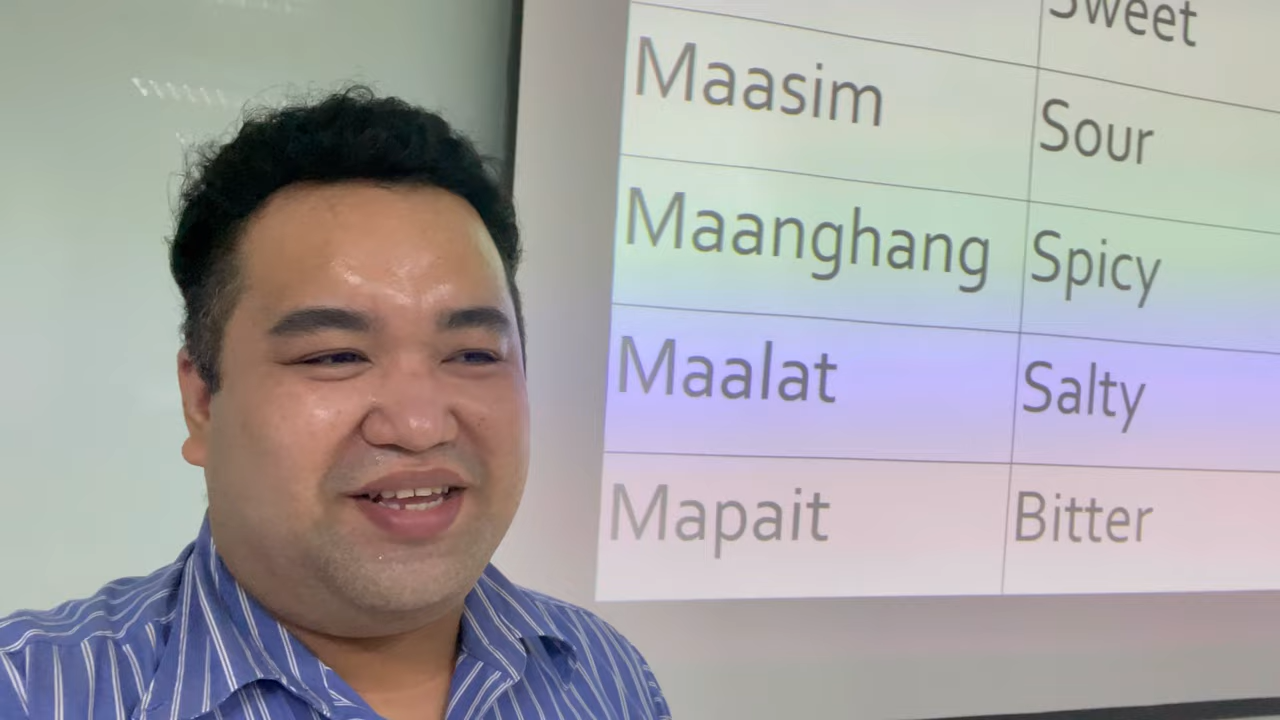 Sweet
Maasim Sour
Maanghang Spicy
Maalat Salty
Mapait Bitter